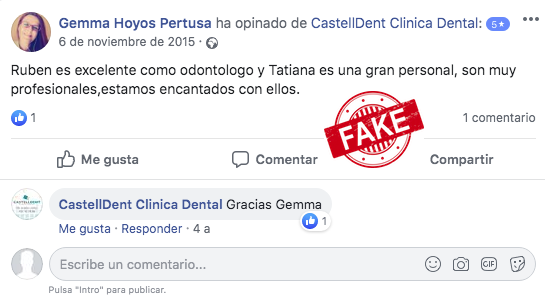 Gemma Hoyos Pertusa ha opinado de CastellDent Clinica Dental: 5★
6 de noviembre de 2015 ·
Ruben es excelente como odontologo y Tatiana es una gran personal, son muy
profesionales,estamos encantados con ellos.
1
1 comentario
FAKE
Me gusta
Comentar
Compartir
CastellDent Clinica Dental Gracias Gemma
1
Me gusta · Responder · 4 a
Escribe un comentario...
GIF
Pulsa "Intro" para publicar.